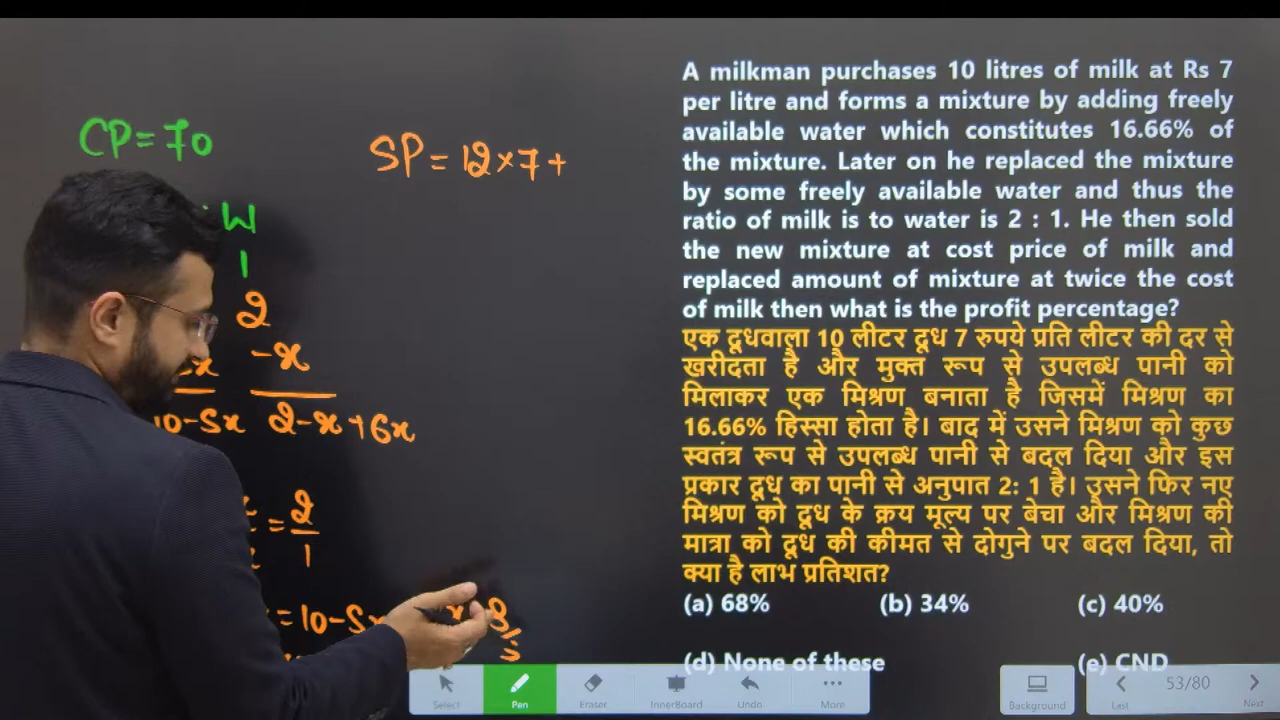 CP = 70
SP = 12 × 7 +
W
1
2
- x
10 - 5x 2 - x + 6x
= 2/1
= 10 - 5x
A milkman purchases 10 litres of milk at Rs 7
per litre and forms a mixture by adding freely
available water which constitutes 16.66% of
the mixture. Later on he replaced the mixture
by some freely available water and thus the
ratio of milk is to water is 2 : 1. He then sold
the new mixture at cost price of milk and
replaced amount of mixture at twice the cost
of milk then what is the profit percentage?
एक दूधवाला 10 लीटर दूध 7 रुपये प्रति लीटर की दर से
खरीदता है और मुक्त रूप से उपलब्ध पानी को
मिलाकर एक मिश्रण बनाता है जिसमें मिश्रण का
16.66% हिस्सा होता है। बाद में उसने मिश्रण को कुछ
स्वतंत्र रूप से उपलब्ध पानी से बदल दिया और इस
प्रकार दूध का पानी से अनुपात 2: 1 है। उसने फिर नए
मिश्रण को दूध के क्रय मूल्य पर बेचा और मिश्रण की
मात्रा को दूध की कीमत से दोगुने पर बदल दिया, तो
क्या है लाभ प्रतिशत?
(a) 68% (b) 34% (c) 40%
(d) None of these (e) CND
Select Pen Eraser InnerBoard Undo More Background Last 53/80 Next